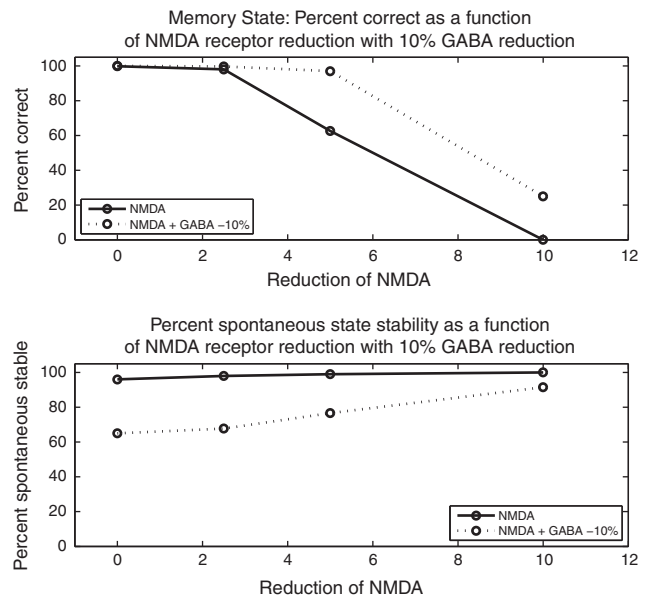 Memory State: Percent correct as a function
of NMDA receptor reduction with 10% GABA reduction
Percent correct
100
80
60
40
20
0
NMDA
NMDA + GABA −10%
0 2 4 6 8 10 12
Reduction of NMDA
Percent spontaneous state stability as a function
of NMDA receptor reduction with 10% GABA reduction
Percent spontaneous stable
100
80
60
40
20
0
NMDA
NMDA + GABA −10%
0 2 4 6 8 10 12
Reduction of NMDA